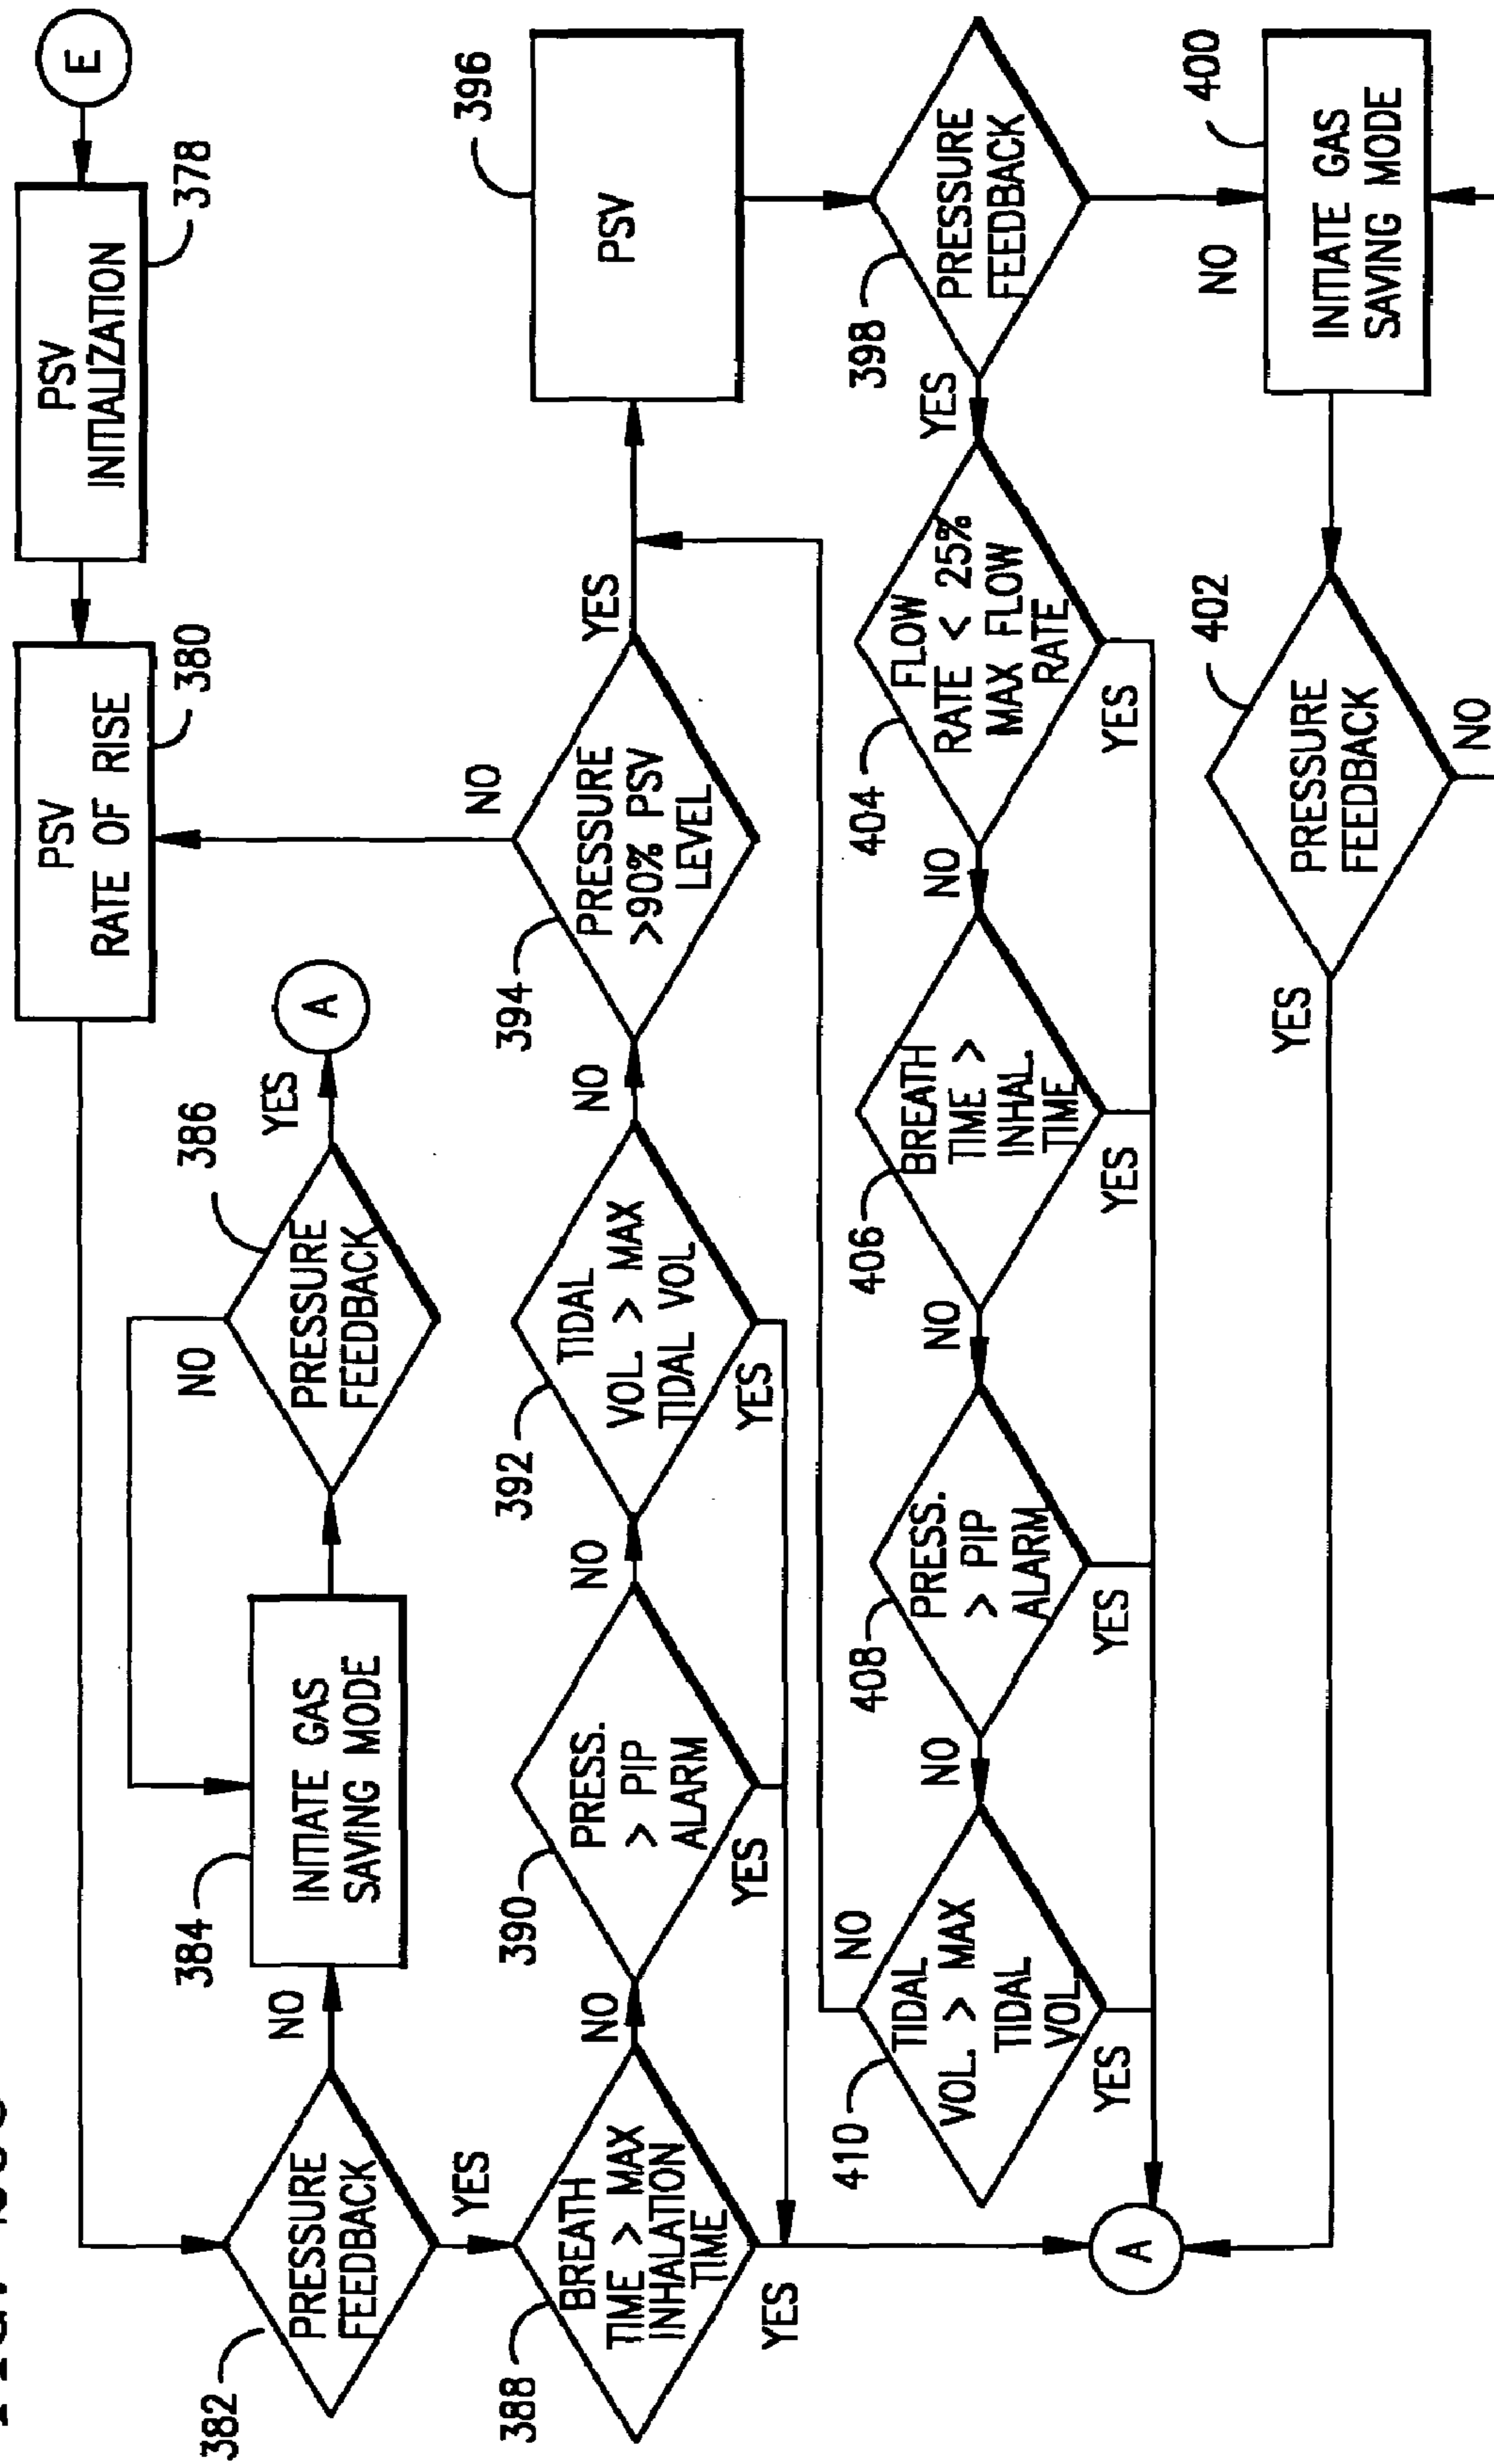 E
PSV
INITIALIZATION
378
PSV
RATE OF RISE
380
382
PRESSURE
FEEDBACK
NO
YES
384
INITIATE GAS
SAVING MODE
NO
386
PRESSURE
FEEDBACK
YES
A
388
BREATH
TIME > MAX
INHALATION
TIME
NO
YES
390
PRESS.
> PIP
ALARM
NO
YES
392
TIDAL
VOL. > MAX
TIDAL VOL
NO
YES
394
PRESSURE
>90% PSV
LEVEL
NO
YES
396
PSV
398
PRESSURE
FEEDBACK
YES
NO
404
FLOW
RATE < 25%
MAX FLOW
RATE
NO
YES
406
BREATH
TIME >
INHAL.
TIME
NO
YES
408
PRESS.
> PIP
ALARM
NO
YES
410
TIDAL
VOL. > MAX
TIDAL
VOL
NO
YES
A
400
INITIATE GAS
SAVING MODE
402
PRESSURE
FEEDBACK
YES
NO